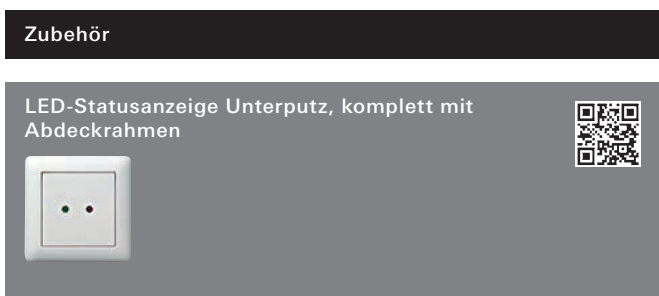 Zubehör
LED-Statusanzeige Unterputz, komplett mit
Abdeckrahmen